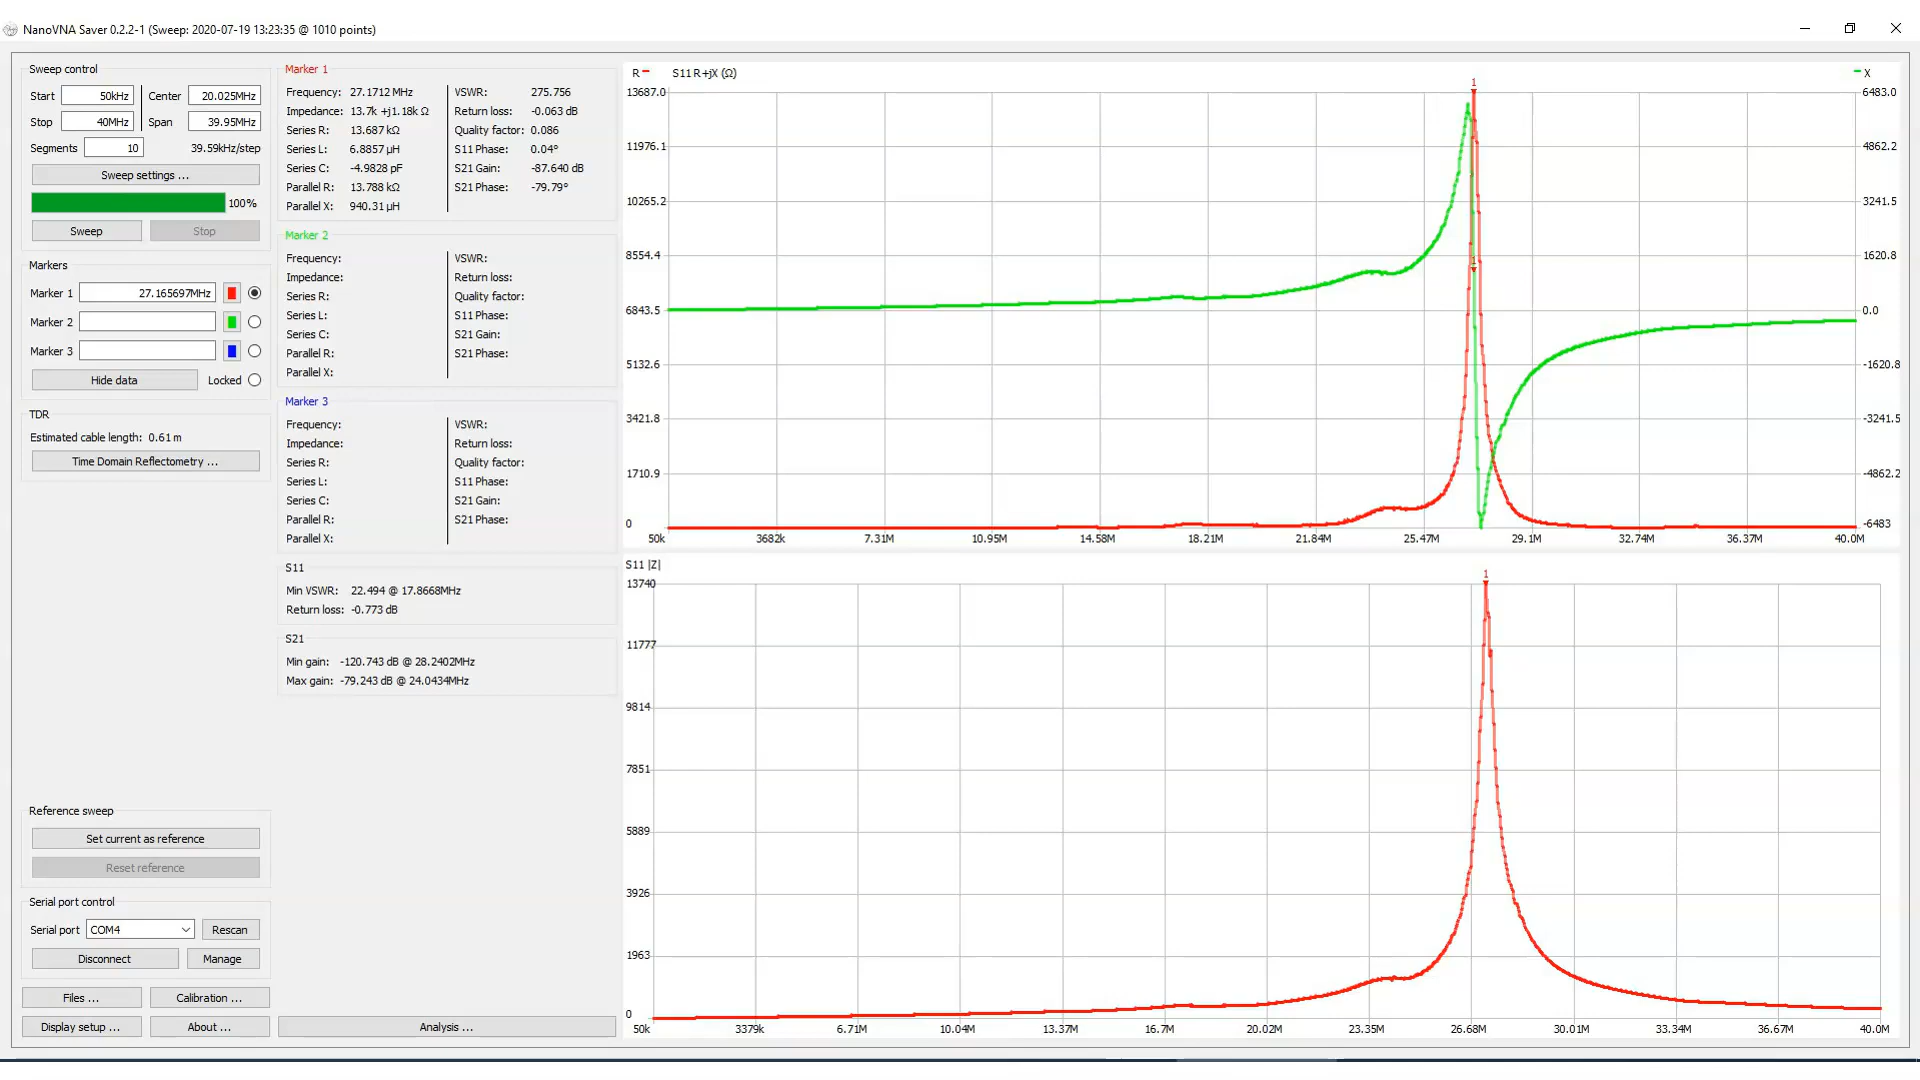 NanoVNA Saver 0.2.2-1 (Sweep: 2020-07-19 13:23:35 @ 1010 points)
Sweep control
Start 50kHz Center 20.025MHz
Stop 40MHz Span 39.95MHz
Segments 10 39.59kHz/step
Sweep settings ...
100%
Sweep Stop
Markers
Marker 1 27.165697MHz
Marker 2
Marker 3
Hide data Locked
TDR
Estimated cable length: 0.61 m
Time Domain Reflectometry ...
Reference sweep
Set current as reference
Reset reference
Serial port control
Serial port COM4 Rescan
Disconnect Manage
Files ... Calibration ...
Display setup ... About ...
Marker 1
Frequency: 27.1712 MHz VSWR: 275.756
Impedance: 13.7k +j1.18k Ω Return loss: -0.063 dB
Series R: 13.687 kΩ Quality factor: 0.086
Series L: 6.8857 μH S11 Phase: 0.04°
Series C: -4.9828 pF S21 Gain: -87.640 dB
Parallel R: 13.788 kΩ S21 Phase: -79.79°
Parallel X: 940.31 μH
Marker 2
Frequency: VSWR:
Impedance: Return loss:
Series R: Quality factor:
Series L: S11 Phase:
Series C: S21 Gain:
Parallel R: S21 Phase:
Parallel X:
Marker 3
Frequency: VSWR:
Impedance: Return loss:
Series R: Quality factor:
Series L: S11 Phase:
Series C: S21 Gain:
Parallel R: S21 Phase:
Parallel X:
S11
Min VSWR: 22.494 @ 17.8668MHz
Return loss: -0.773 dB
S21
Min gain: -120.743 dB @ 28.2402MHz
Max gain: -79.243 dB @ 24.0434MHz
Analysis ...
R S11 R+jX (Ω) X
1
13687.0 6483.0
11976.1 4862.2
10265.2 3241.5
8554.4 1620.8
1
6843.5 0.0
5132.6 -1620.8
3421.8 -3241.5
1710.9 -4862.2
0 -6483
50k 3682k 7.31M 10.95M 14.58M 18.21M 21.84M 25.47M 29.1M 32.74M 36.37M 40.0M
S11 |Z|
1
13740
11777
9814
7851
5889
3926
1963
0
50k 3379k 6.71M 10.04M 13.37M 16.7M 20.02M 23.35M 26.68M 30.01M 33.34M 36.67M 40.0M